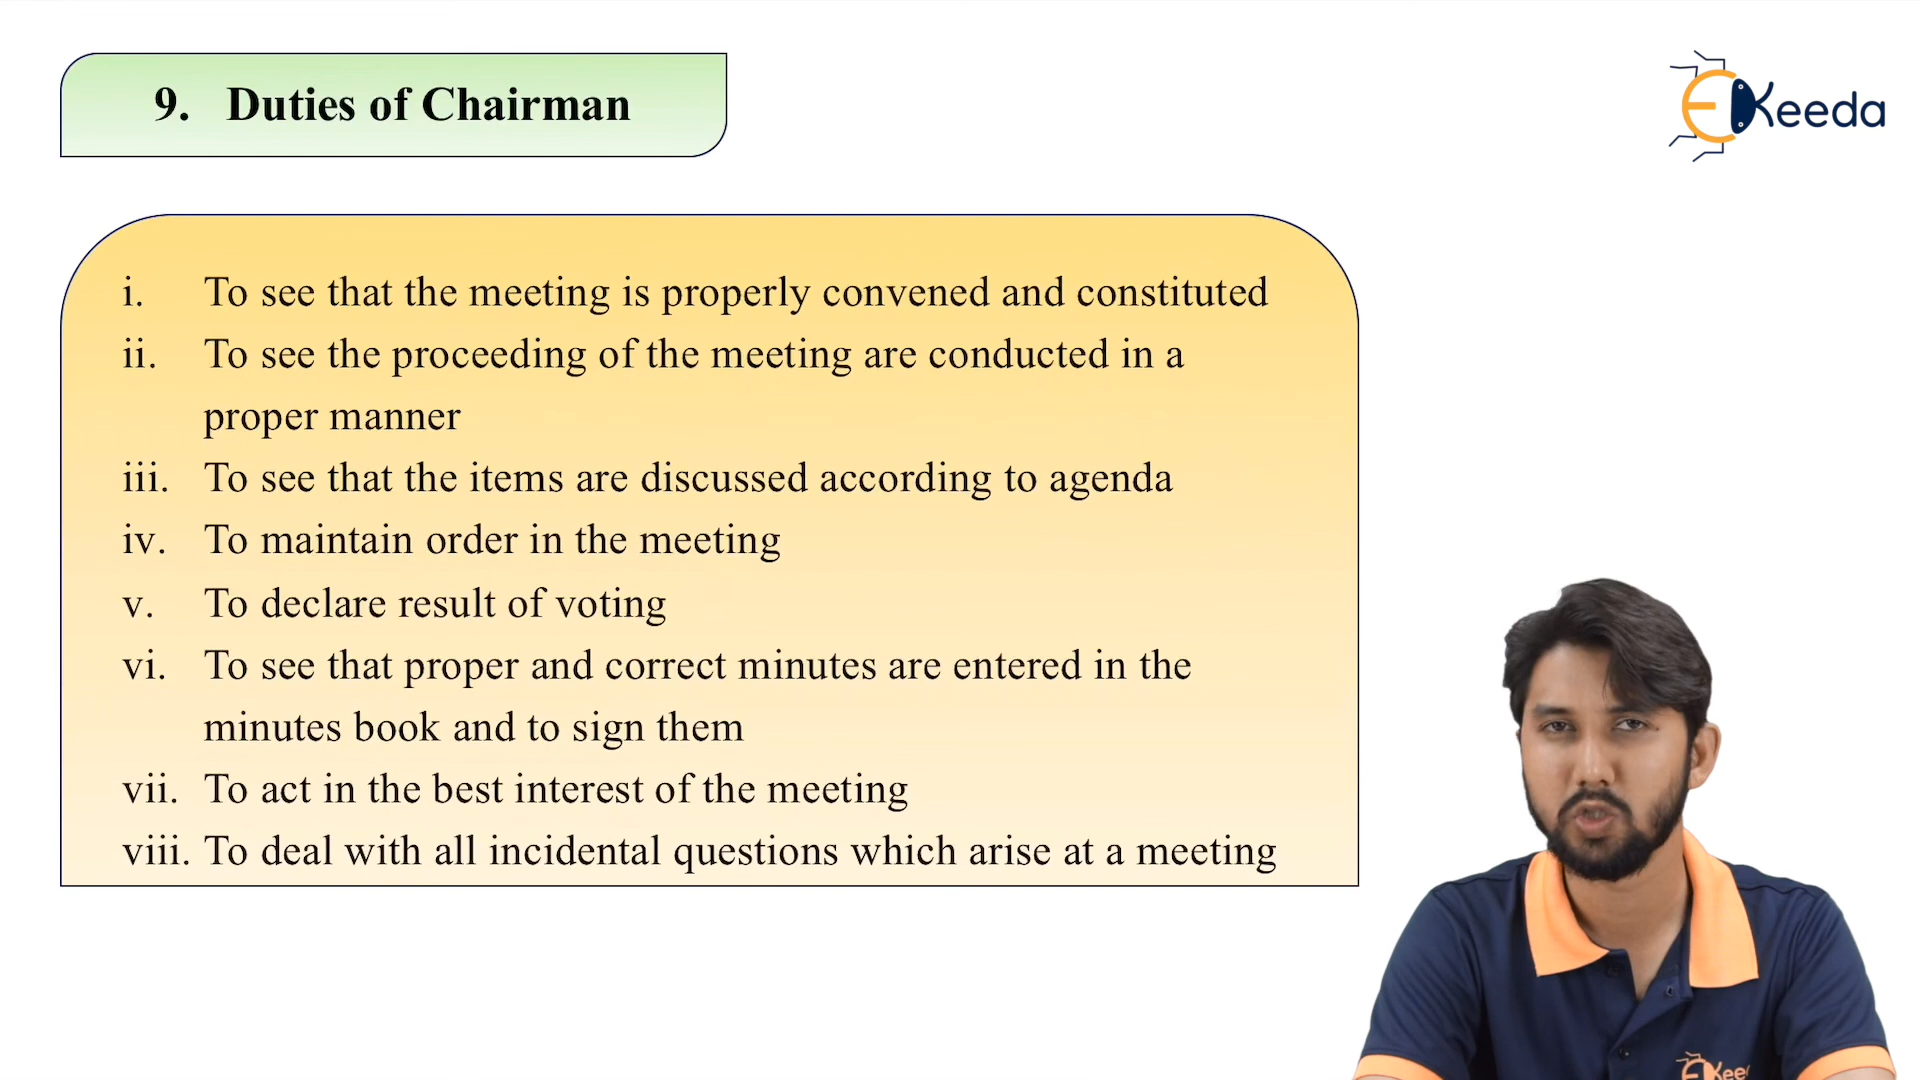 9. Duties of Chairman
EKeeda
i. To see that the meeting is properly convened and constituted
ii. To see the proceeding of the meeting are conducted in a
proper manner
iii. To see that the items are discussed according to agenda
iv. To maintain order in the meeting
v. To declare result of voting
vi. To see that proper and correct minutes are entered in the
minutes book and to sign them
vii. To act in the best interest of the meeting
viii. To deal with all incidental questions which arise at a meeting
EKee